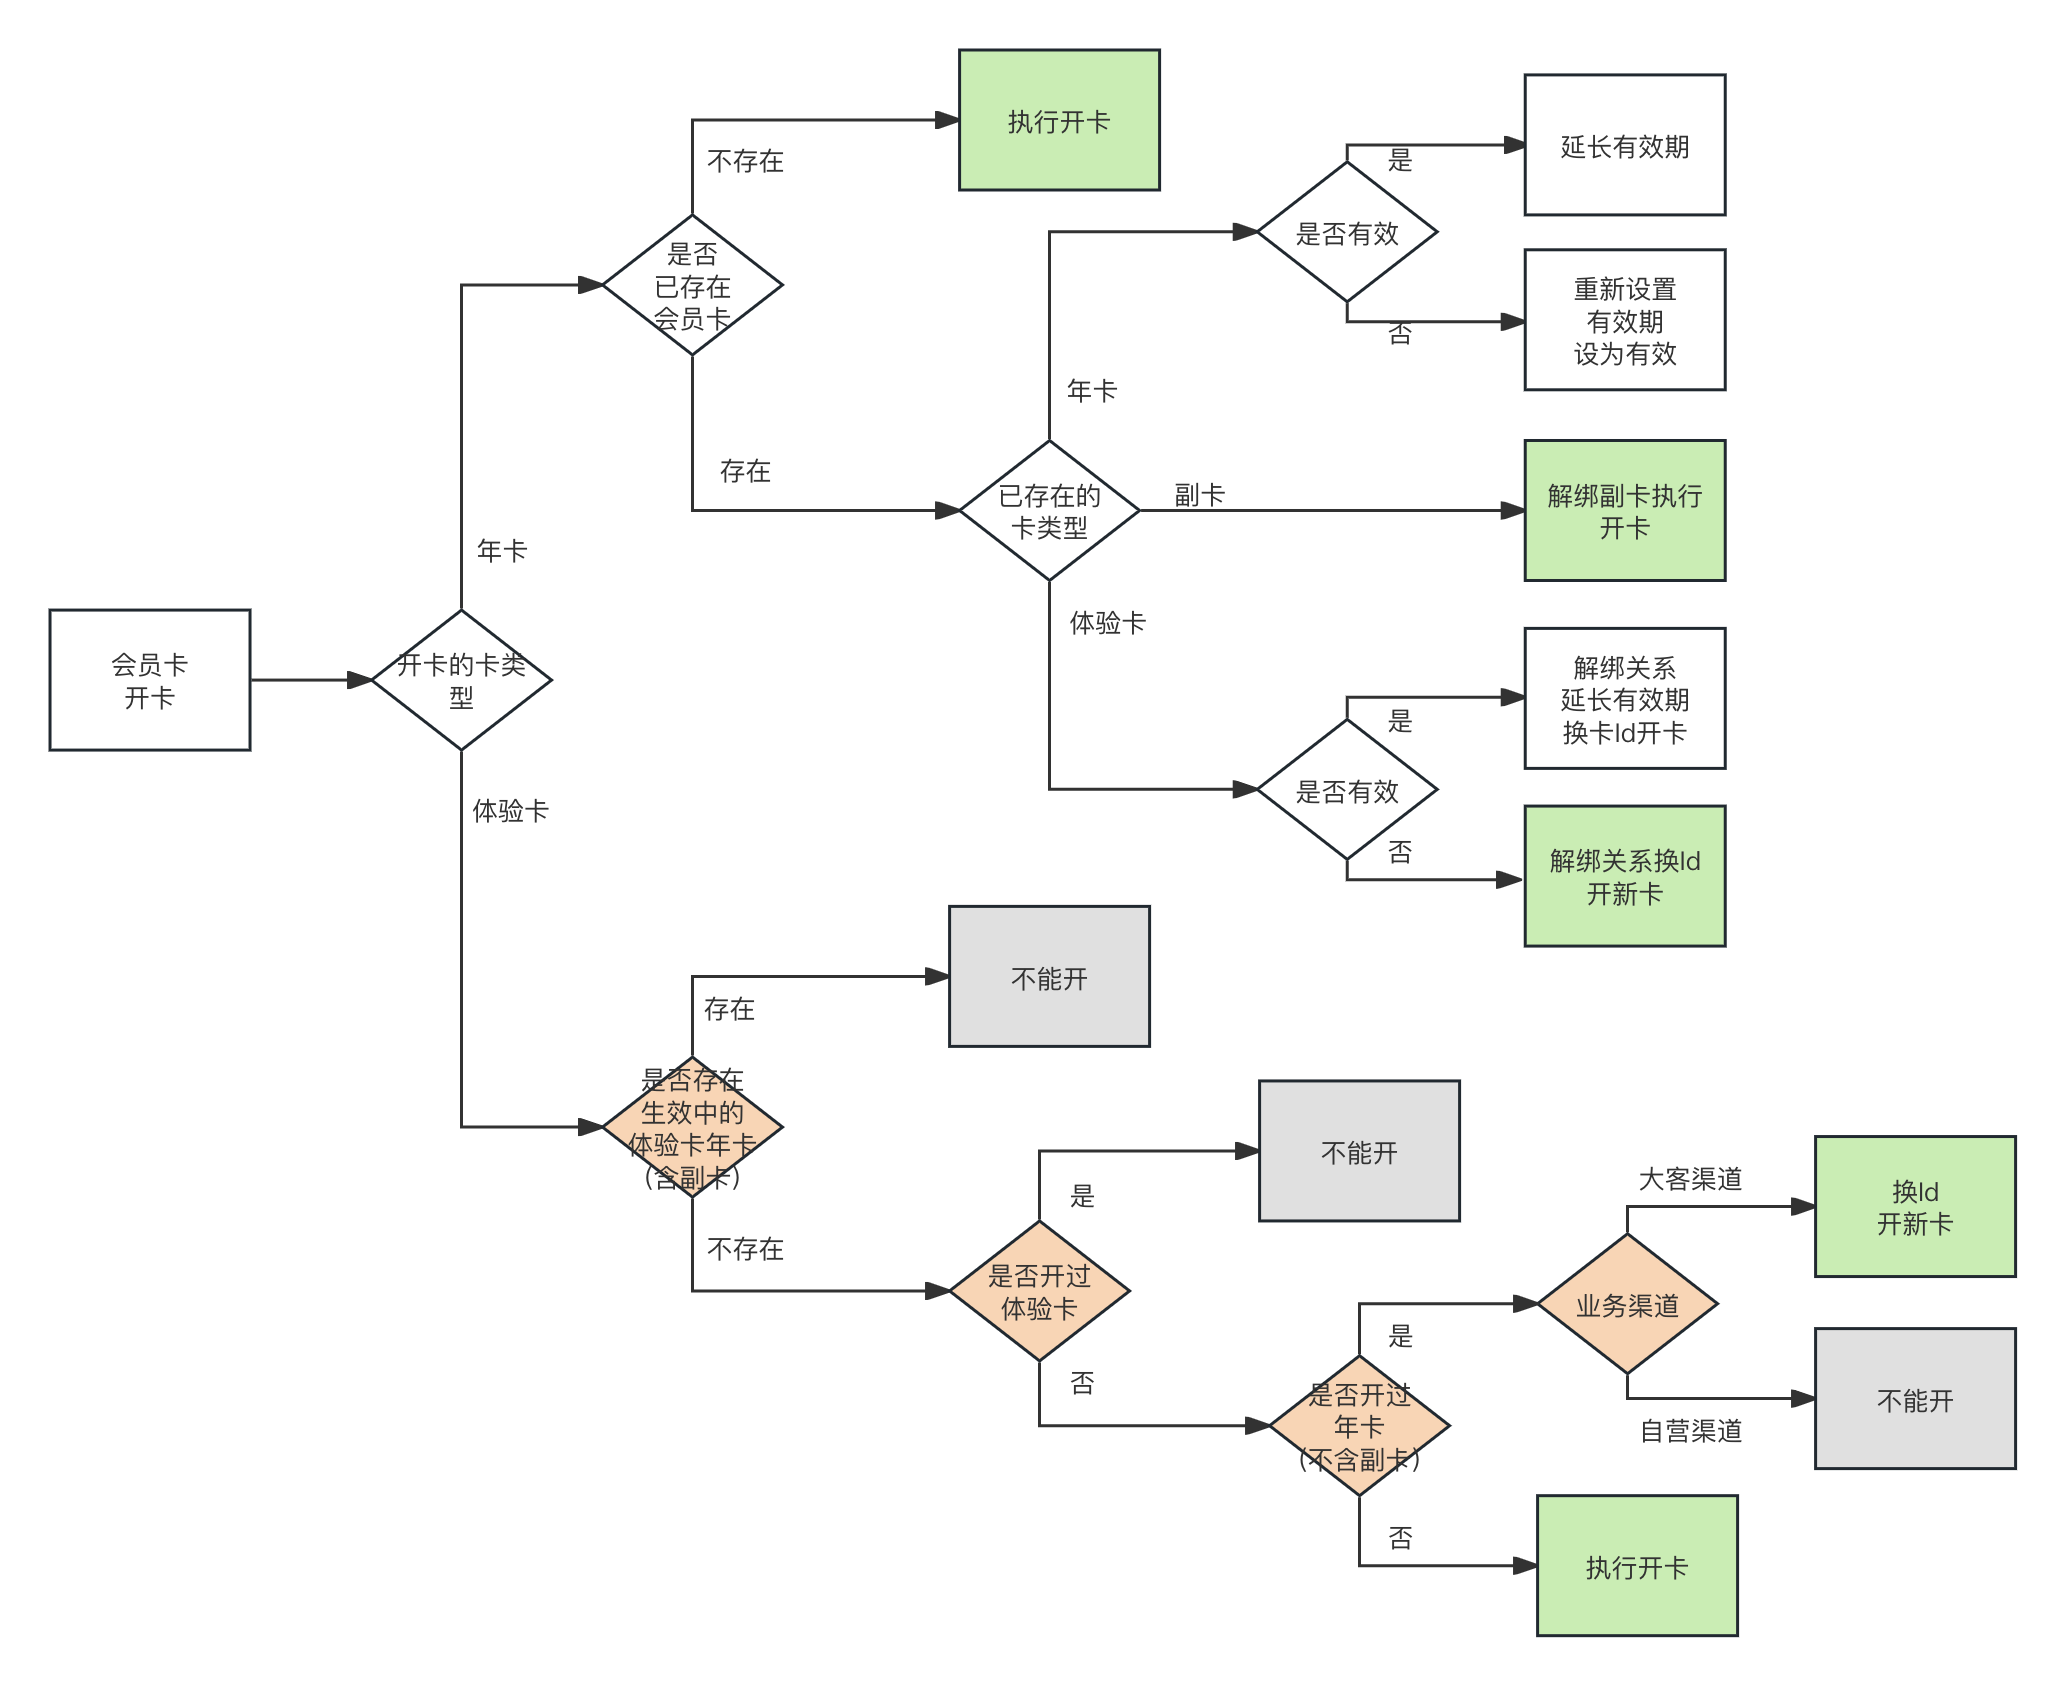 执行开卡
延长有效期
是
不存在
是否有效
是否
已存在
会员卡
重新设置
有效期
设为有效
否
年卡
存在
已存在的
卡类型
副卡
解绑副卡执行
开卡
年卡
体验卡
会员卡
开卡
开卡的卡类
型
解绑关系
延长有效期
换卡Id开卡
是
是否有效
体验卡
否
解绑关系换Id
开新卡
不能开
存在
是否存在
生效中的
体验卡年卡
(含副卡)
不能开
是
大客渠道
换Id
开新卡
不存在
是否开过
体验卡
业务渠道
是
否
是否开过
年卡
(不含副卡)
不能开
自营渠道
否
执行开卡